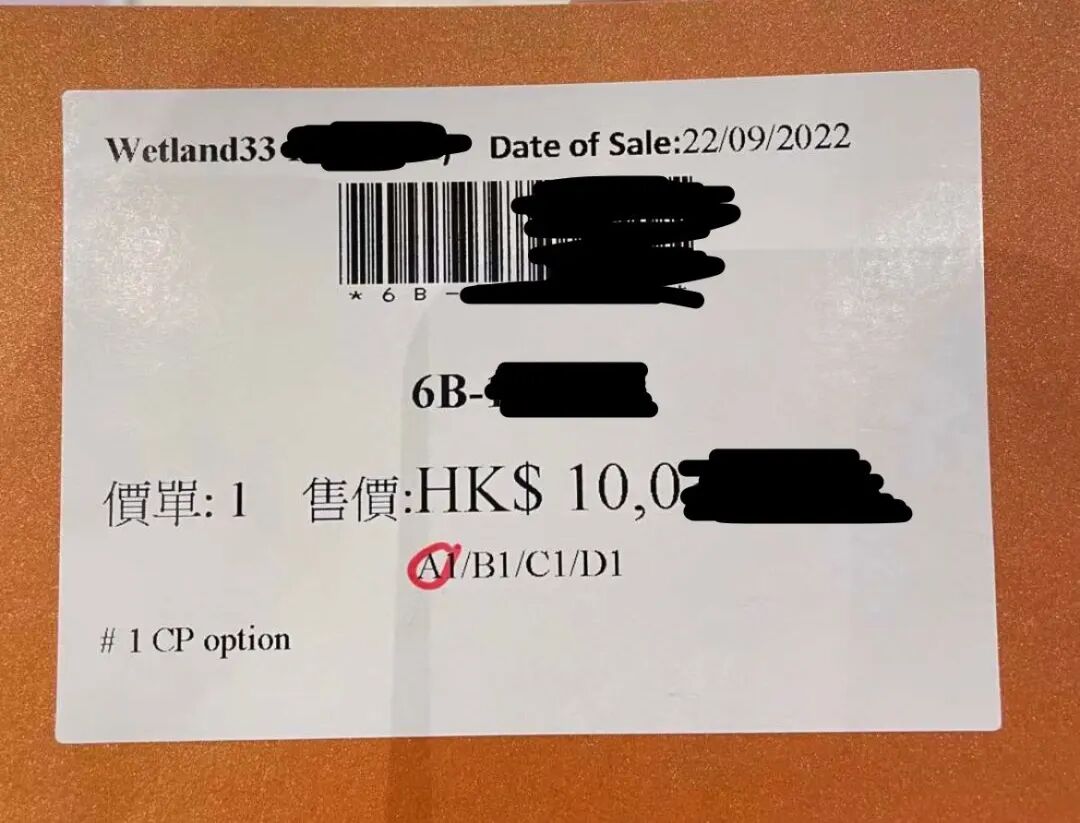 Wetland33 Date of Sale:22/09/2022
* 6 B -
6B-
價單: 1 售價:HK$ 10,0
A1/B1/C1/D1
# 1 CP option